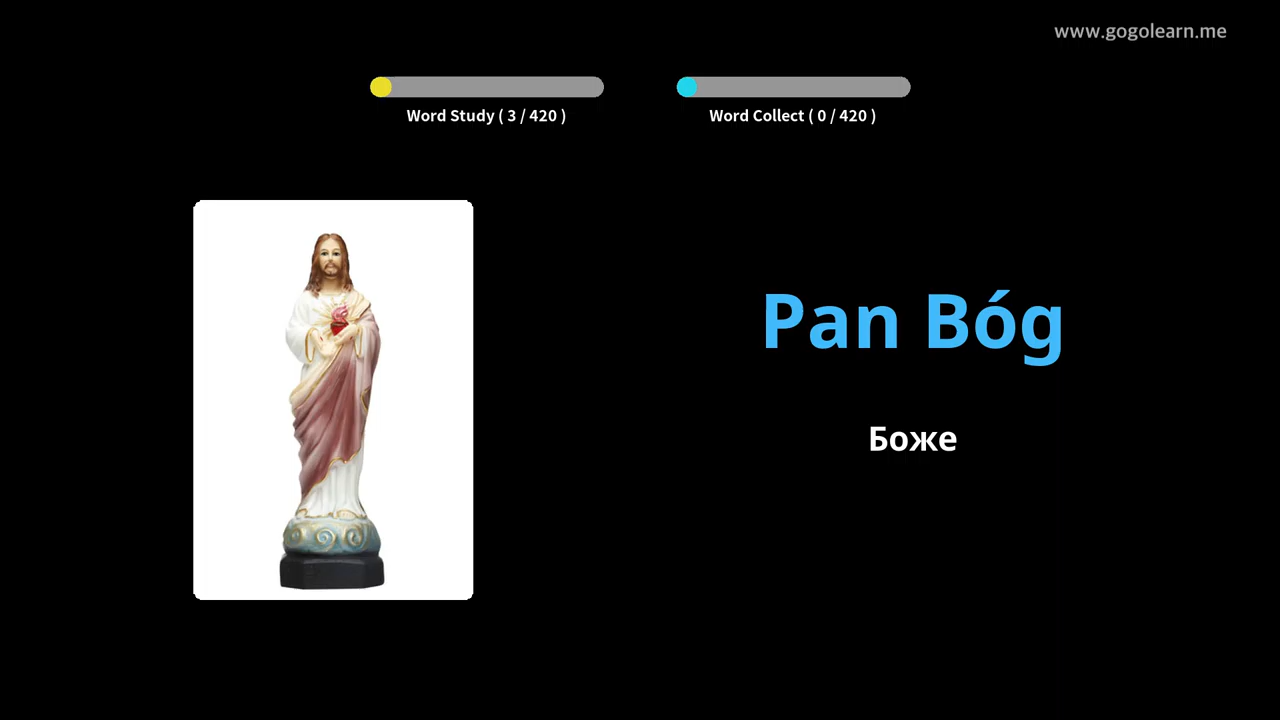 www.gogolearn.me
Word Study ( 3 / 420 )
Word Collect ( 0 / 420 )
Pan Bóg
Боже